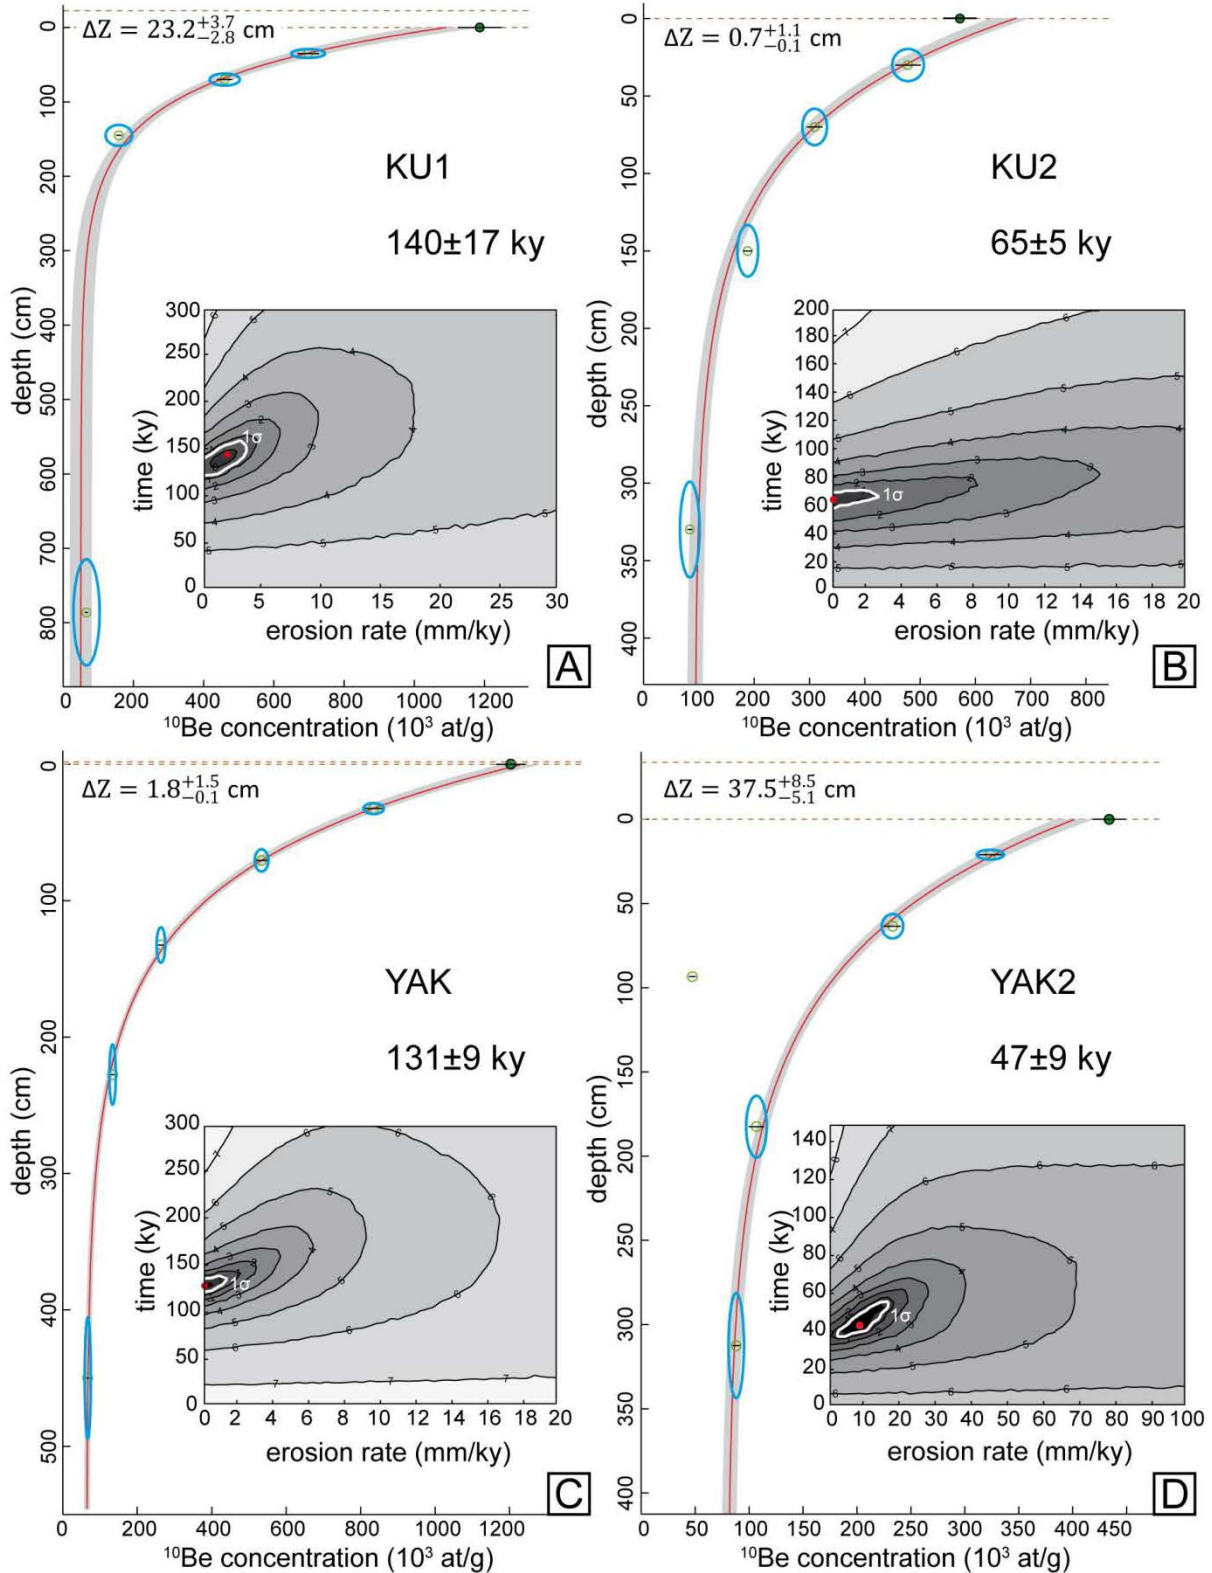 ΔZ = 23.2 +3.7 −2.8 cm
KU1
140±17 ky
depth (cm)
0
100
200
300
400
500
600
700
800
time (ky)
300
250
200
150
100
50
0
1σ
0 5 10 15 20 25 30
erosion rate (mm/ky)
A
0 200 400 600 800 1000 1200
¹⁰Be concentration (10³ at/g)
ΔZ = 0.7 +1.1 −0.1 cm
KU2
65±5 ky
depth (cm)
0
50
100
150
200
250
300
350
400
time (ky)
200
180
160
140
120
100
80
60
40
20
0
1σ
0 2 4 6 8 10 12 14 16 18 20
erosion rate (mm/ky)
B
0 100 200 300 400 500 600 700 800
¹⁰Be concentration (10³ at/g)
ΔZ = 1.8 +1.5 −0.1 cm
YAK
131±9 ky
depth (cm)
0
100
200
300
400
500
time (ky)
300
250
200
150
100
50
0
1σ
0 2 4 6 8 10 12 14 16 18 20
erosion rate (mm/ky)
C
0 200 400 600 800 1000 1200
¹⁰Be concentration (10³ at/g)
ΔZ = 37.5 +8.5 −5.1 cm
YAK2
47±9 ky
depth (cm)
0
50
100
150
200
250
300
350
400
time (ky)
140
120
100
80
60
40
20
0
1σ
0 10 20 30 40 50 60 70 80 90 100
erosion rate (mm/ky)
D
0 50 100 150 200 250 300 350 400 450
¹⁰Be concentration (10³ at/g)